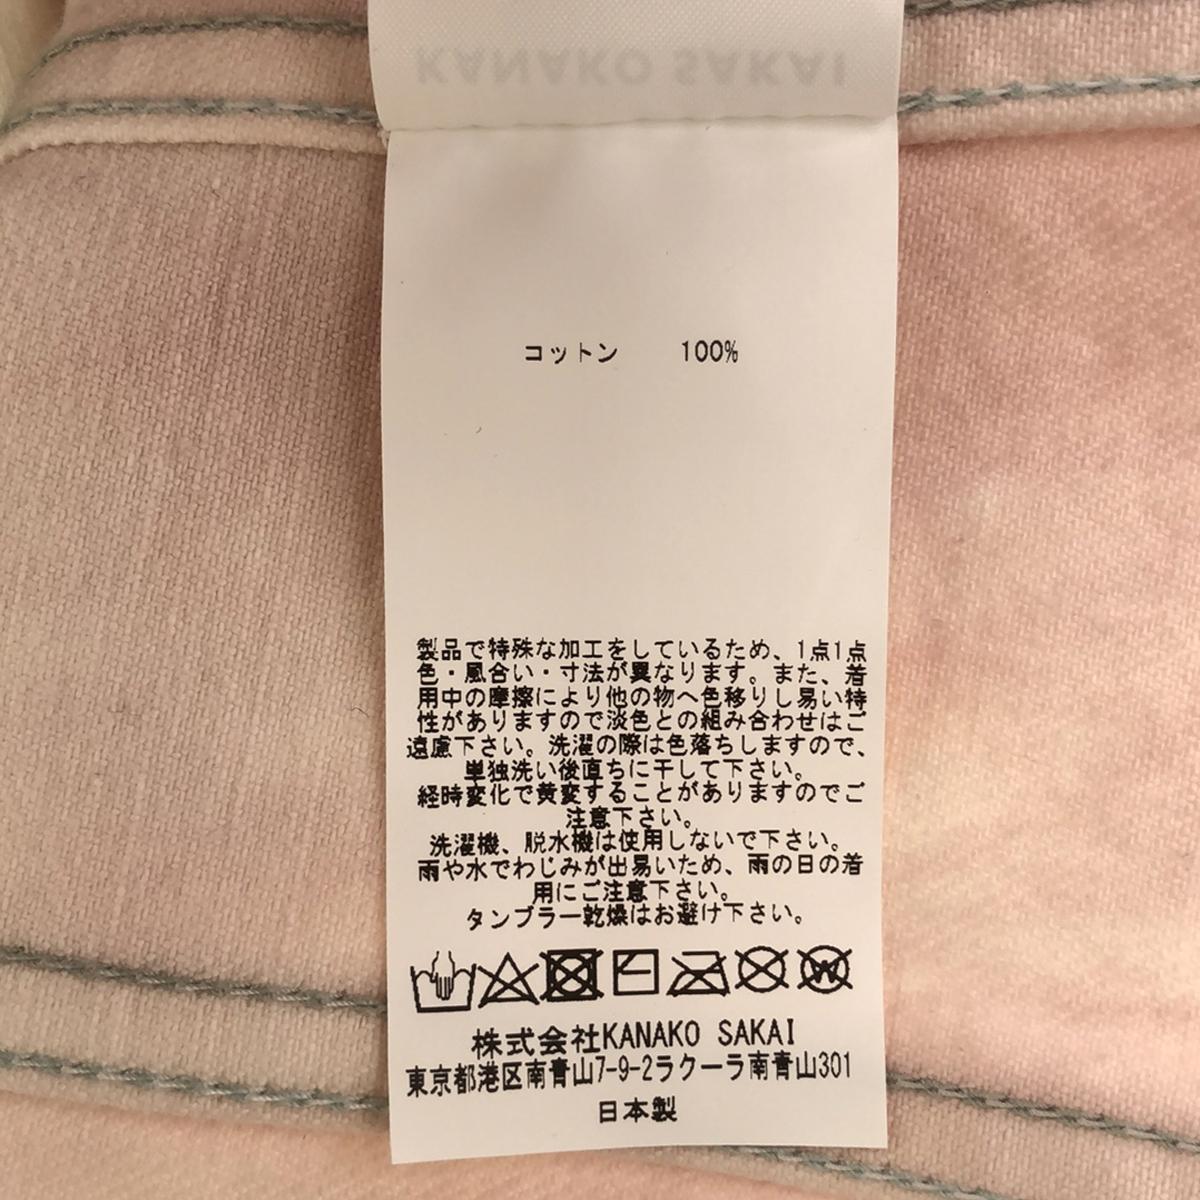 KANAKO SAKAI
コットン 100%
製品で特殊な加工をしているため、1点1点
色・風合い・寸法が異なります。また、着
用中の摩擦により他の物へ色移りし易い特
性がありますので淡色との組み合わせはご
遠慮下さい。洗濯の際は色落ちしますので、
単独洗い後直ちに干して下さい。
経時変化で黄変することがありますのでご
注意下さい。
洗濯機、脱水機は使用しないで下さい。
雨や水でわじみが出易いため、雨の日の着
用にご注意下さい。
タンブラー乾燥はお避け下さい。
株式会社KANAKO SAKAI
東京都港区南青山7-9-2ラクーラ南青山301
日本製